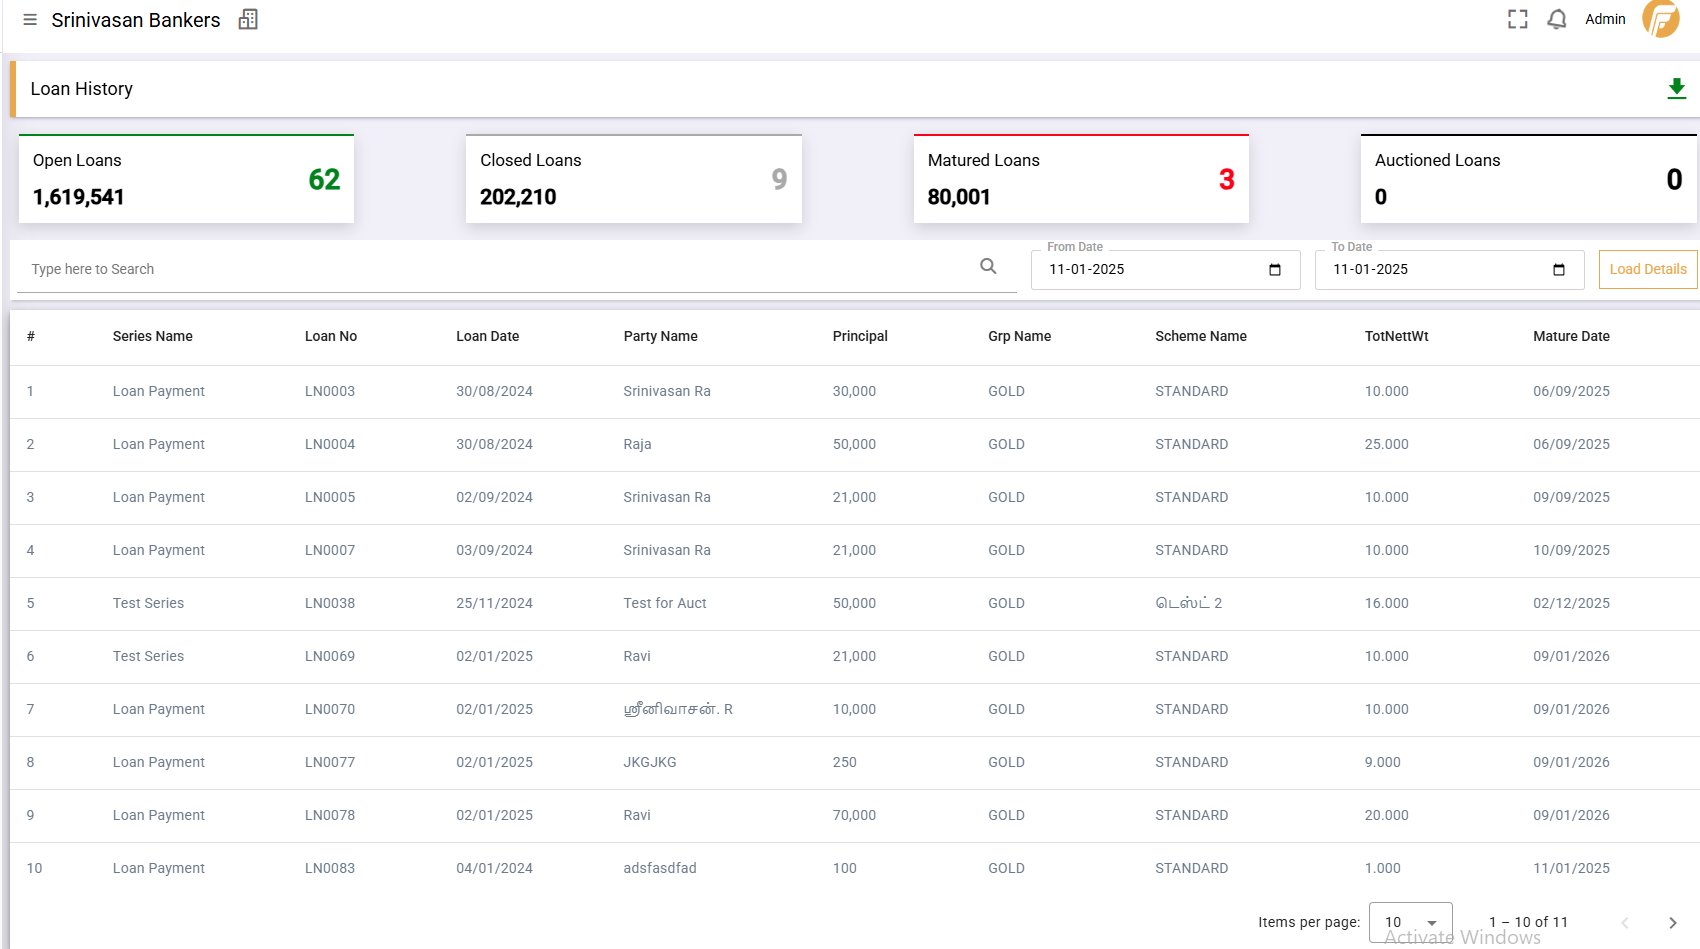 Srinivasan Bankers
Admin
Loan History
Open Loans
1,619,541
62
Closed Loans
202,210
9
Matured Loans
80,001
3
Auctioned Loans
0
0
Type here to Search
From Date
11-01-2025
To Date
11-01-2025
Load Details
# Series Name Loan No Loan Date Party Name Principal Grp Name Scheme Name TotNettWt Mature Date
1 Loan Payment LN0003 30/08/2024 Srinivasan Ra 30,000 GOLD STANDARD 10.000 06/09/2025
2 Loan Payment LN0004 30/08/2024 Raja 50,000 GOLD STANDARD 25.000 06/09/2025
3 Loan Payment LN0005 02/09/2024 Srinivasan Ra 21,000 GOLD STANDARD 10.000 09/09/2025
4 Loan Payment LN0007 03/09/2024 Srinivasan Ra 21,000 GOLD STANDARD 10.000 10/09/2025
5 Test Series LN0038 25/11/2024 Test for Auct 50,000 GOLD டெஸ்ட் 2 16.000 02/12/2025
6 Test Series LN0069 02/01/2025 Ravi 21,000 GOLD STANDARD 10.000 09/01/2026
7 Loan Payment LN0070 02/01/2025 ஸ்ரீனிவாசன். R 10,000 GOLD STANDARD 10.000 09/01/2026
8 Loan Payment LN0077 02/01/2025 JKGJKG 250 GOLD STANDARD 9.000 09/01/2026
9 Loan Payment LN0078 02/01/2025 Ravi 70,000 GOLD STANDARD 20.000 09/01/2026
10 Loan Payment LN0083 04/01/2024 adsfasdfad 100 GOLD STANDARD 1.000 11/01/2025
Items per page: 10 1 – 10 of 11
Activate Windows